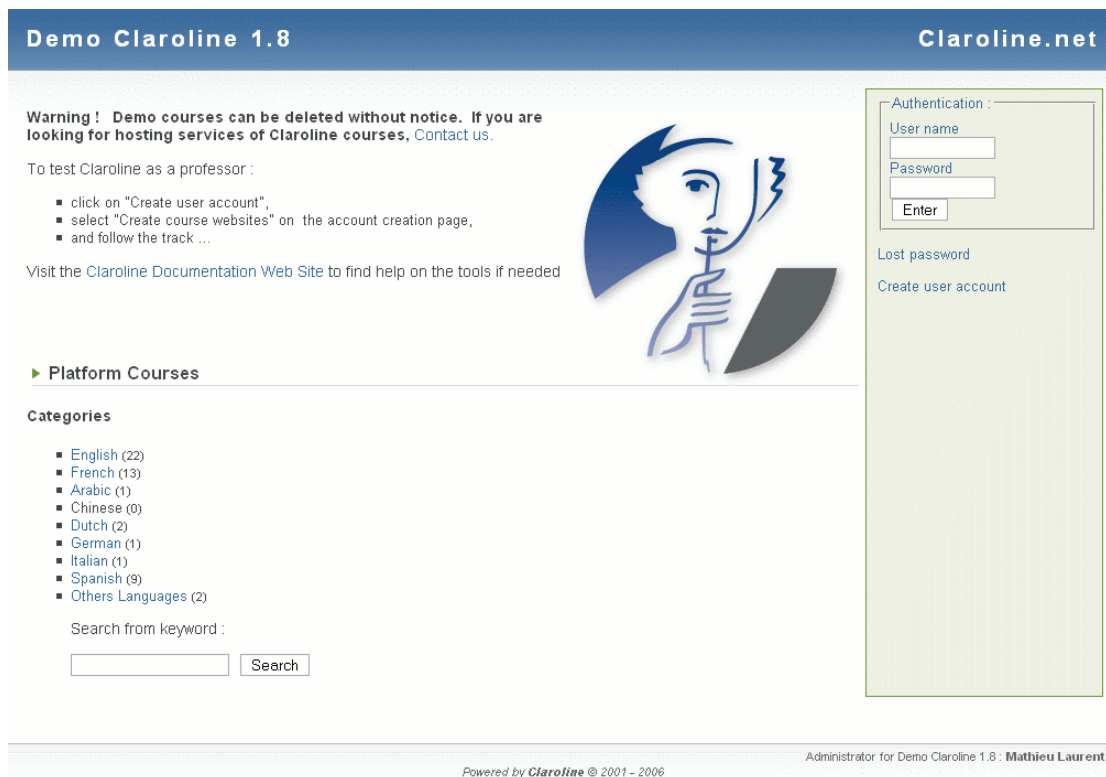 Demo Claroline 1.8
Claroline.net
Warning ! Demo courses can be deleted without notice. If you are
looking for hosting services of Claroline courses, Contact us.
To test Claroline as a professor :
click on "Create user account",
select "Create course websites" on the account creation page,
and follow the track ...
Visit the Claroline Documentation Web Site to find help on the tools if needed
Platform Courses
Categories
English (22)
French (13)
Arabic (1)
Chinese (0)
Dutch (2)
German (1)
Italian (1)
Spanish (9)
Others Languages (2)
Search from keyword :
Search
Authentication :
User name
Password
Enter
Lost password
Create user account
Administrator for Demo Claroline 1.8 : Mathieu Laurent
Powered by Claroline © 2001 - 2006